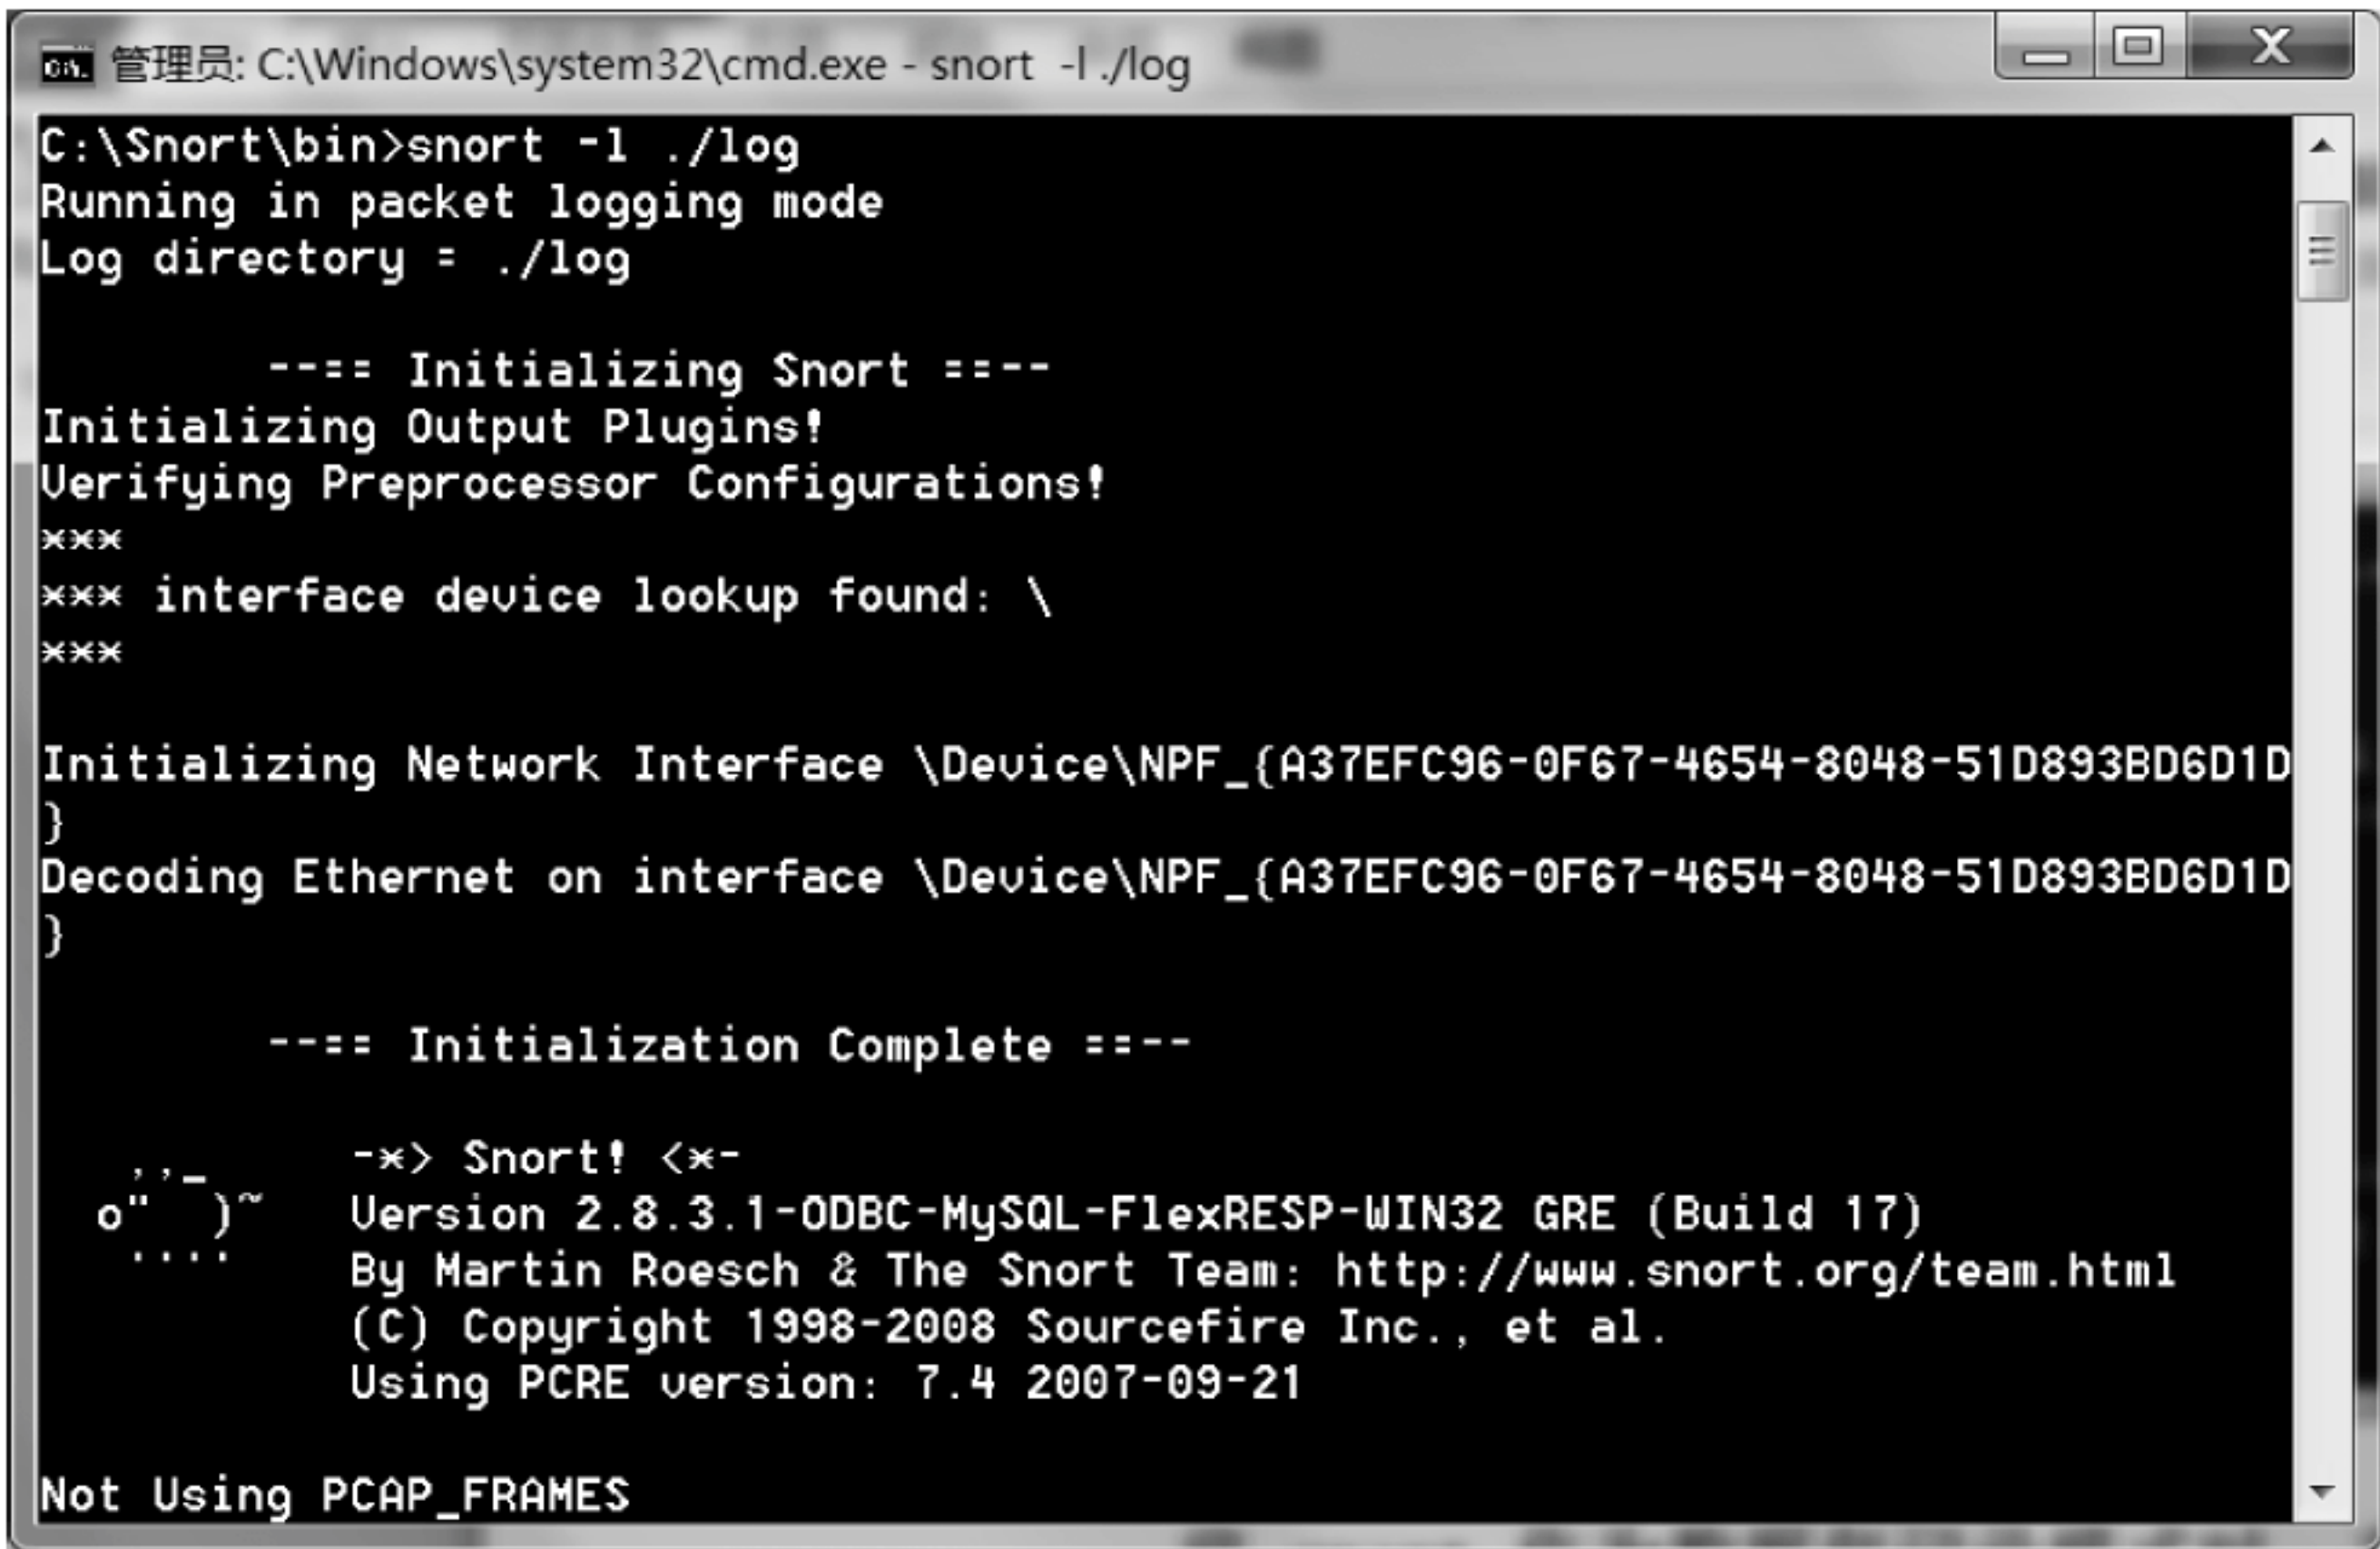 管理员: C:\Windows\system32\cmd.exe - snort  -l ./log
C:\Snort\bin>snort -l ./log
Running in packet logging mode
Log directory = ./log
--== Initializing Snort ==--
Initializing Output Plugins!
Verifying Preprocessor Configurations!
***
*** interface device lookup found: \
***
Initializing Network Interface \Device\NPF_{A37EFC96-0F67-4654-8048-51D893BD6D1D
}
Decoding Ethernet on interface \Device\NPF_{A37EFC96-0F67-4654-8048-51D893BD6D1D
}
--== Initialization Complete ==--
   ,,_     -*> Snort! <*-
  o"  )~   Version 2.8.3.1-ODBC-MySQL-FlexRESP-WIN32 GRE (Build 17)
   ''''    By Martin Roesch & The Snort Team: http://www.snort.org/team.html
           (C) Copyright 1998-2008 Sourcefire Inc., et al.
           Using PCRE version: 7.4 2007-09-21
Not Using PCAP_FRAMES